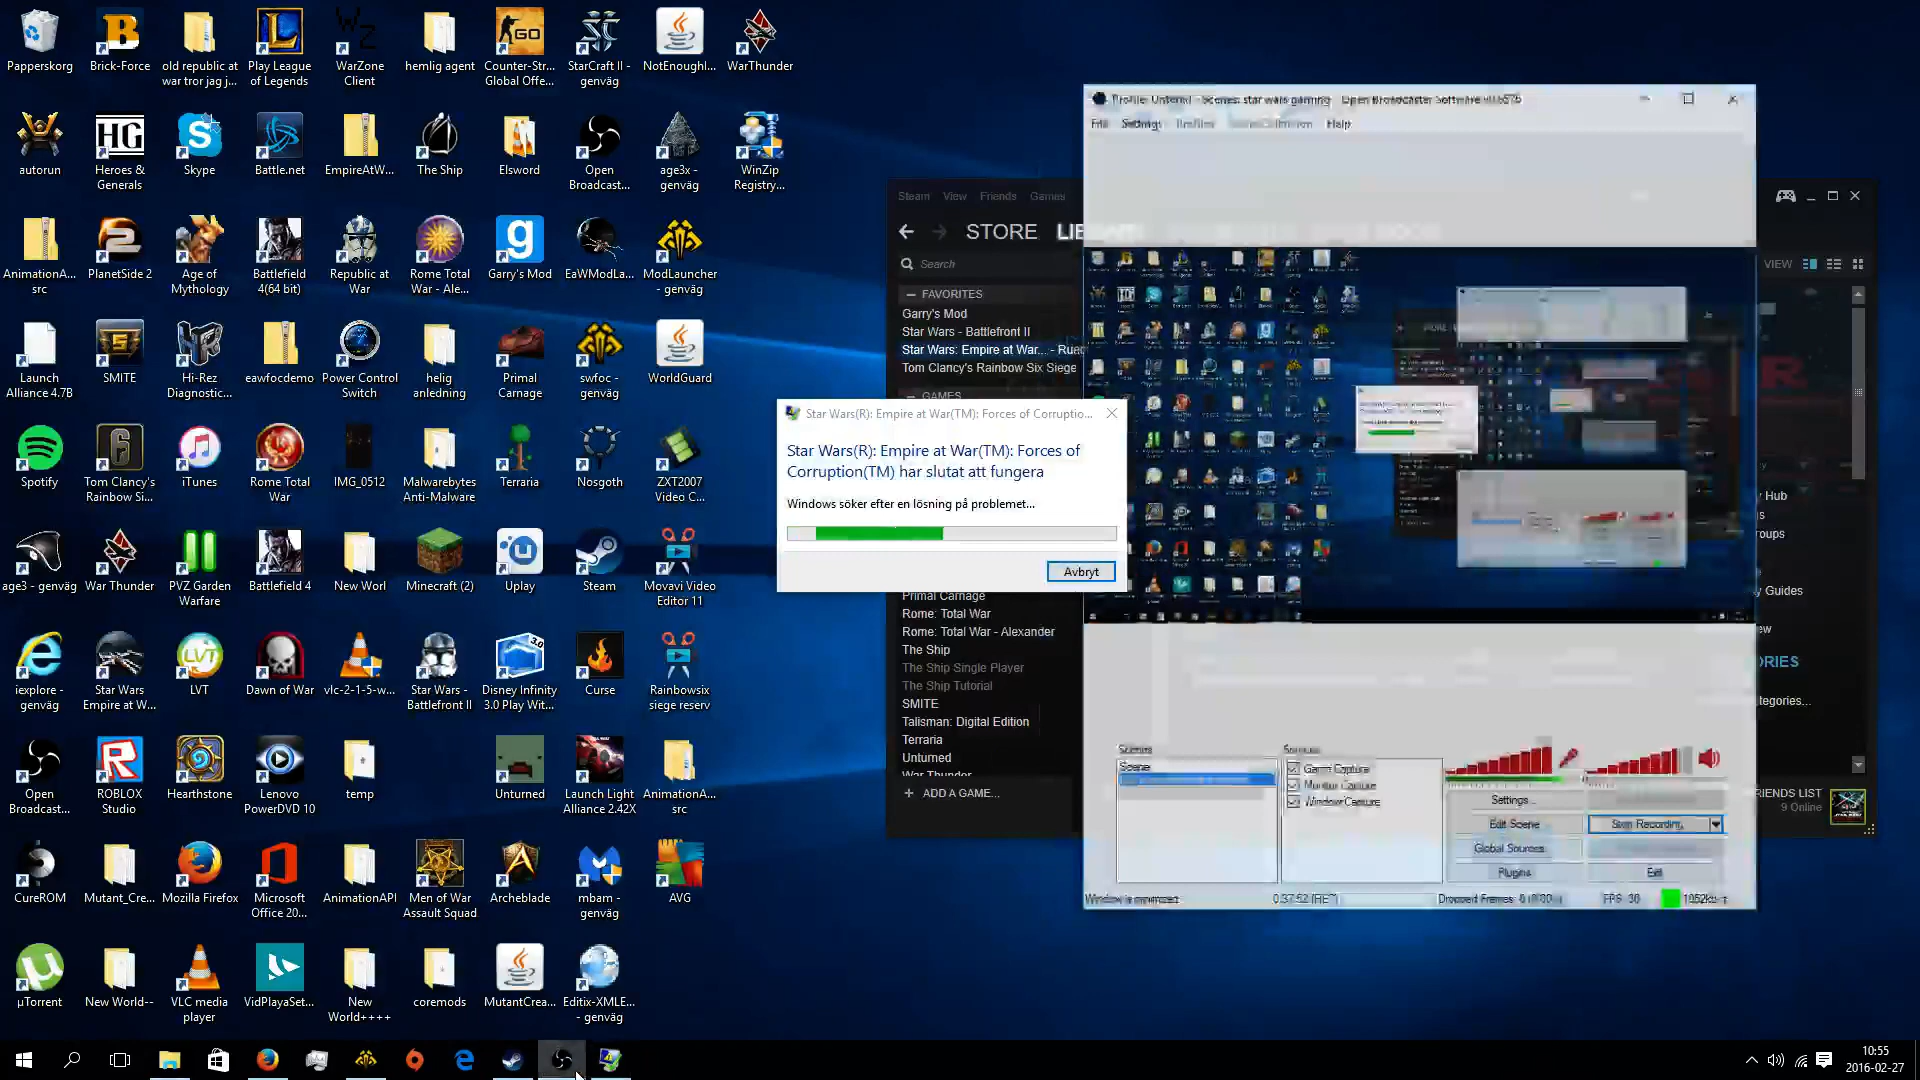 Papperskorg
Brick-Force
old republic at
war tror jag j...
Play League
of Legends
WarZone
Client
hemlig agent
Counter-Str...
Global Offe...
StarCraft II -
genväg
NotEnoughI...
WarThunder
autorun
Heroes &
Generals
Skype
Battle.net
EmpireAtW...
The Ship
Elsword
Open
Broadcast...
age3x -
genväg
WinZip
Registry...
AnimationA...
src
PlanetSide 2
Age of
Mythology
Battlefield
4(64 bit)
Republic at
War
Rome Total
War - Ale...
Garry's Mod
EaWModLa...
ModLauncher
- genväg
Launch
Alliance 4.7B
SMITE
Hi-Rez
Diagnostic...
eawfocdemo
Power Control
Switch
helig
anledning
Primal
Carnage
swfoc -
genväg
WorldGuard
Spotify
Tom Clancy's
Rainbow Si...
iTunes
Rome Total
War
IMG_0512
Malwarebytes
Anti-Malware
Terraria
Nosgoth
ZXT2007
Video C...
age3 - genväg
War Thunder
PVZ Garden
Warfare
Battlefield 4
New Worl
Minecraft (2)
Uplay
Steam
Movavi Video
Editor 11
iexplore -
genväg
Star Wars
Empire at W...
LVT
Dawn of War
vlc-2-1-5-w...
Star Wars -
Battlefront II
Disney Infinity
3.0 Play Wit...
Curse
Rainbowsix
siege reserv
Open
Broadcast...
ROBLOX
Studio
Hearthstone
Lenovo
PowerDVD 10
temp
Unturned
Launch Light
Alliance 2.42X
AnimationA...
src
CureROM
Mutant_Cre...
Mozilla Firefox
Microsoft
Office 20...
AnimationAPI
Men of War
Assault Squad
Archeblade
mbam -
genväg
AVG
µTorrent
New World--
VLC media
player
VidPlayaSet...
New
World++++
coremods
MutantCrea...
Editix-XMLE...
- genväg
Steam View Friends Games
STORE
Search
FAVORITES
Garry's Mod
Star Wars - Battlefront II
Star Wars: Empire at War...
Tom Clancy's Rainbow Six Siege
GAMES
Primal Carnage
Rome: Total War
Rome: Total War - Alexander
The Ship
The Ship Single Player
The Ship Tutorial
SMITE
Talisman: Digital Edition
Terraria
Unturned
War Thunder
ADD A GAME...
VIEW
9 Online
Star Wars(R): Empire at War(TM): Forces of Corruptio...
Star Wars(R): Empire at War(TM): Forces of
Corruption(TM) har slutat att fungera
Windows söker efter en lösning på problemet...
Avbryt
Settings
Help
Scene
Game Capture
Monitor Capture
Window Capture
Settings...
Edit Scene
Global Sources...
Plugins
Exit
10:55
2016-02-27